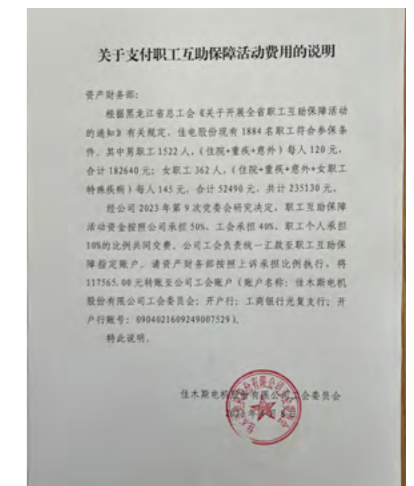 关于支付职工互助保障活动费用的说明
资产财务部:
根据黑龙江省总工会《关于开展全省职工互助保障活动
的通知》有关规定，佳电股份现有1884名职工符合参保条
件，其中男职工1522人，(住院+重疾+意外)每人120元，
合计182640元；女职工362人，(住院+重疾+意外+女职工
特殊疾病)每人145元，合计52490元，共计235130元。
经公司2023年第9次党委会研究决定，职工互助保障
活动资金按照公司承担50%、工会承担40%、职工个人承担
10%的比例共同交费。公司工会负责统一汇款至职工互助保
障指定账户。请资产财务部按照上诉承担比例执行，将
117565.00元转账至公司工会账户(账户名称：佳木斯电机
股份有限公司工会委员会；开户行：工商银行光复支行；开
户行账号：0904021609249007529)。
特此说明。
佳木斯电机股份有限公司工会委员会